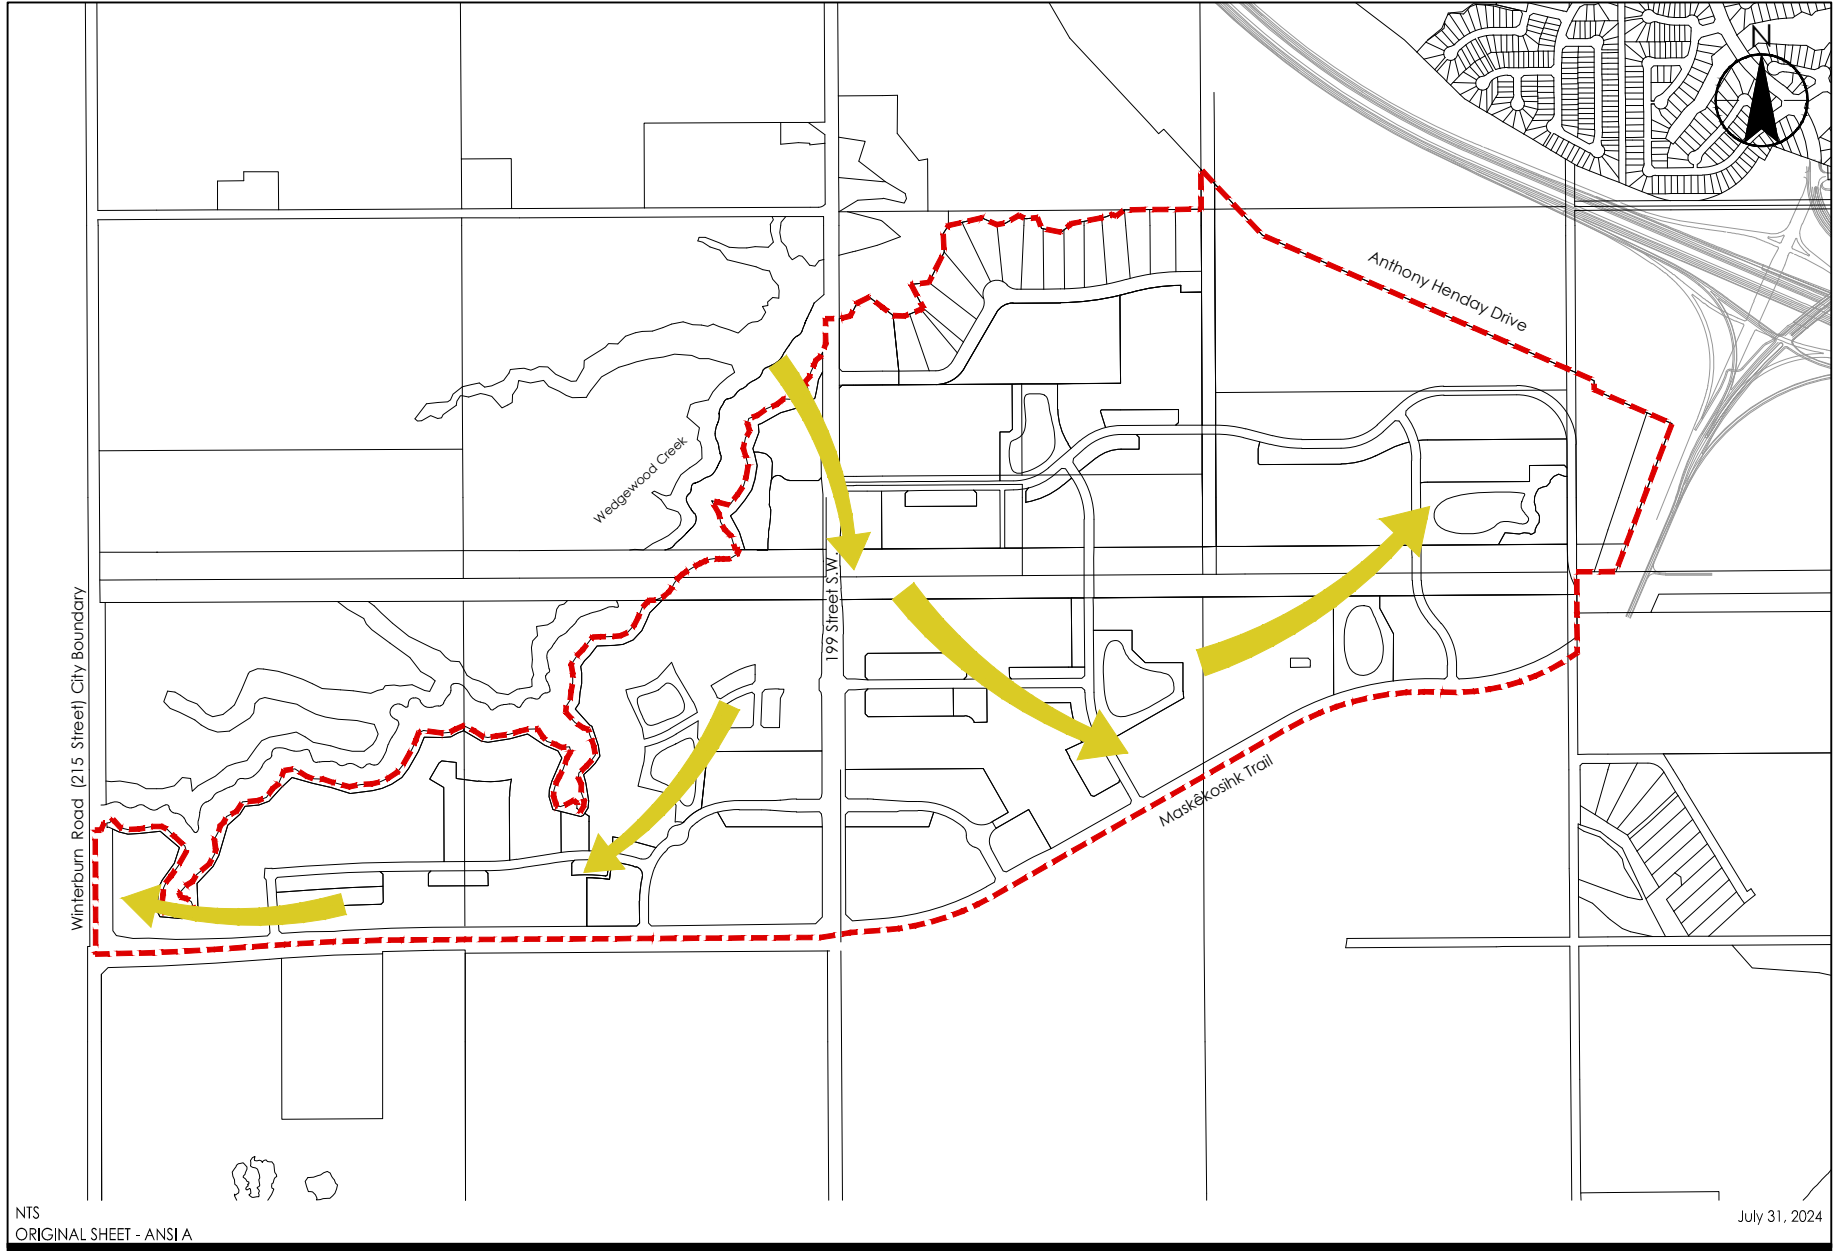 N
Anthony Henday Drive
Wedgewood Creek
199 Street S.W.
Winterburn Road (215 Street) City Boundary
Maskêkosihk Trail
NTS
ORIGINAL SHEET - ANSI A
July 31, 2024